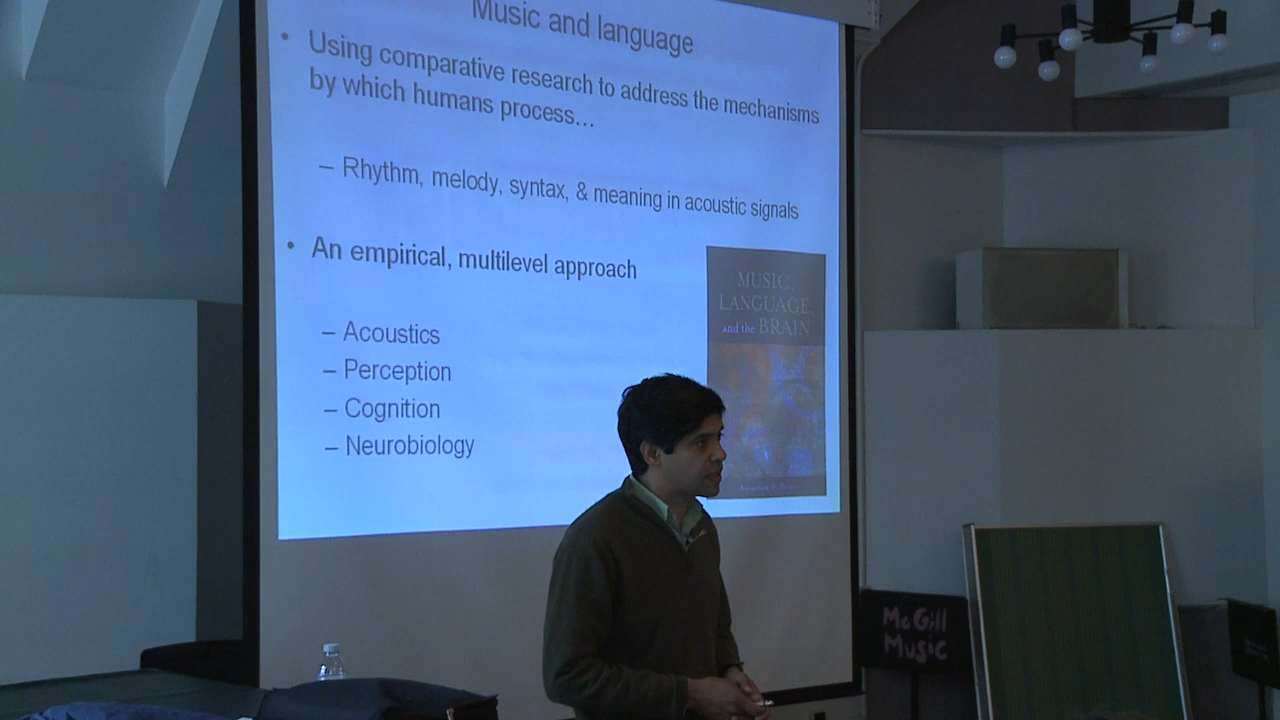 Music and language
• Using comparative research to address the mechanisms
by which humans process...
– Rhythm, melody, syntax, & meaning in acoustic signals
• An empirical, multilevel approach
– Acoustics
– Perception
– Cognition
– Neurobiology
MUSIC,
LANGUAGE,
and the BRAIN
McGill
Music